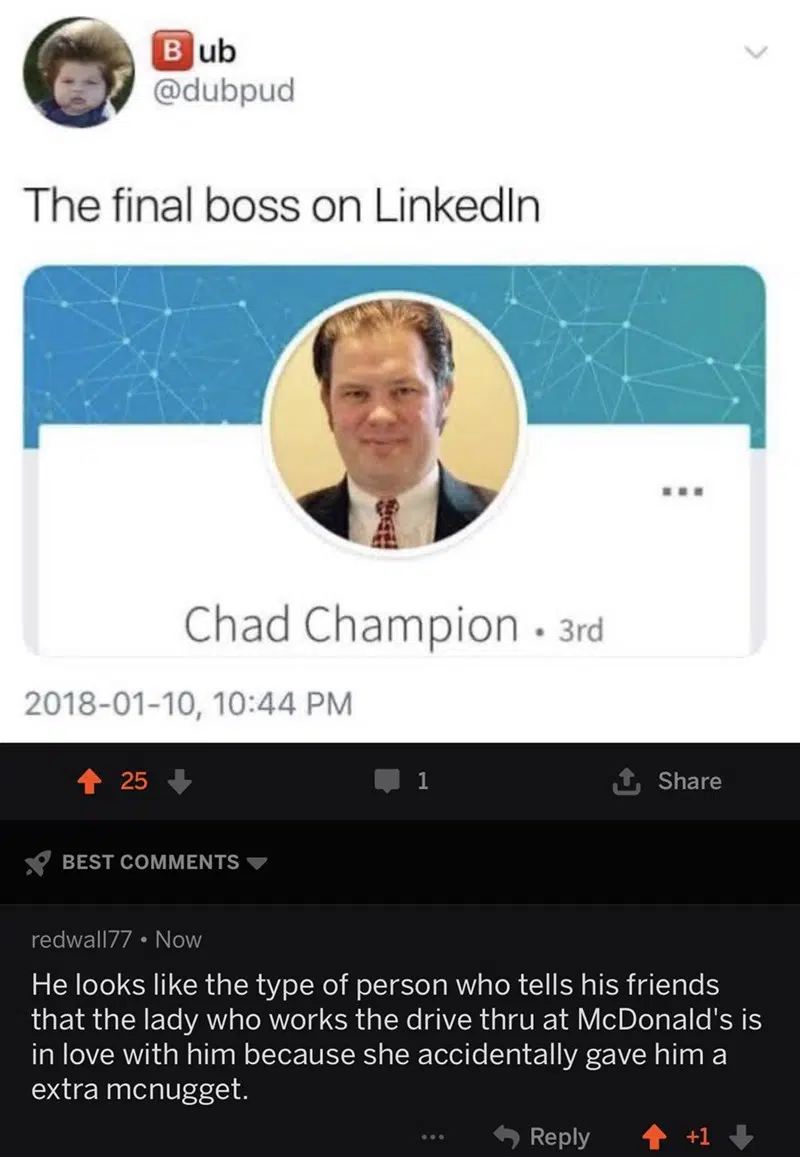 🅱️ub
@dubpud
The final boss on LinkedIn
Chad Champion • 3rd
2018-01-10, 10:44 PM
25
1
Share
BEST COMMENTS
redwall77 • Now
He looks like the type of person who tells his friends
that the lady who works the drive thru at McDonald's is
in love with him because she accidentally gave him a
extra mcnugget.
... Reply +1